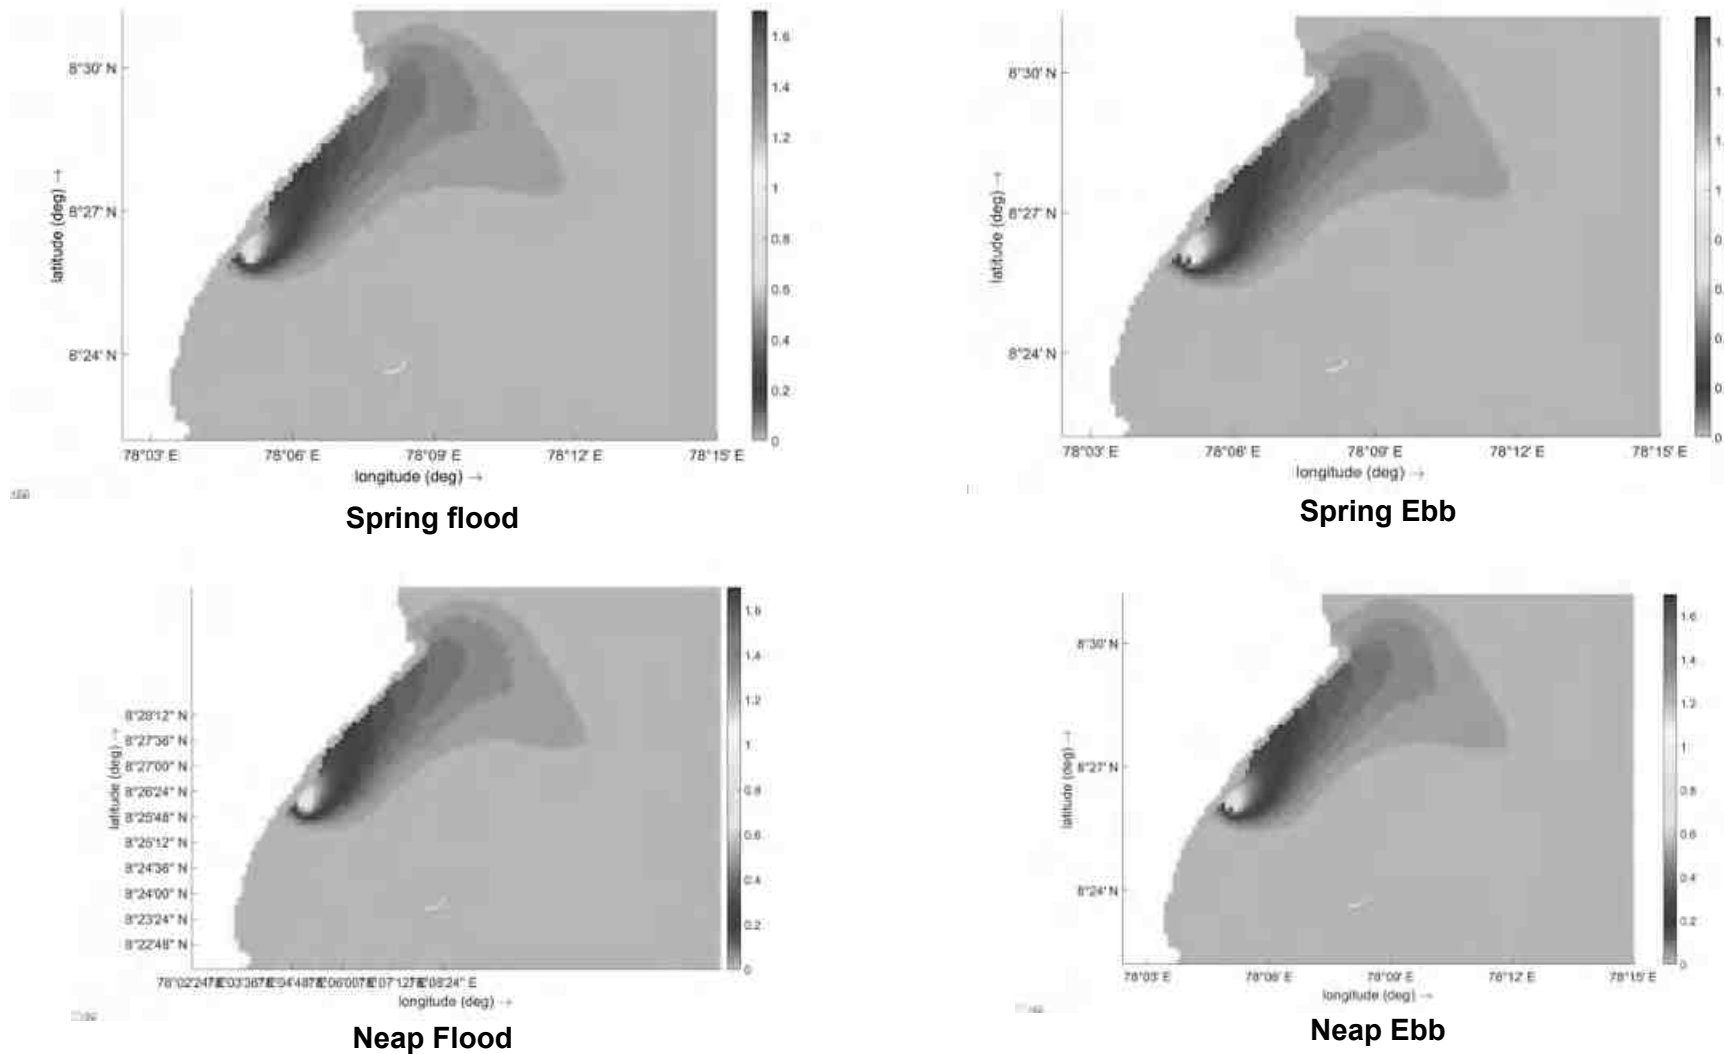 8°30' N
8°27' N
8°24' N
latitude (deg) →
78°03' E 78°06' E 78°09' E 78°12' E 78°15' E
longitude (deg) →
1.6
1.4
1.2
1
0.8
0.6
0.4
0.2
0
Spring flood
8°30' N
8°27' N
8°24' N
latitude (deg) →
78°03' E 78°06' E 78°09' E 78°12' E 78°15' E
longitude (deg) →
Spring Ebb
8°28'12" N
8°27'36" N
8°27'00" N
8°26'24" N
8°25'48" N
8°25'12" N
8°24'36" N
8°24'00" N
8°23'24" N
8°22'48" N
latitude (deg) →
longitude (deg) →
1.6
1.4
1.2
1
0.8
0.6
0.4
0.2
0
Neap Flood
8°30' N
8°27' N
8°24' N
latitude (deg) →
78°03' E 78°06' E 78°09' E 78°12' E 78°15' E
longitude (deg) →
1.6
1.4
1.2
1
0.8
0.6
0.4
0.2
0
Neap Ebb